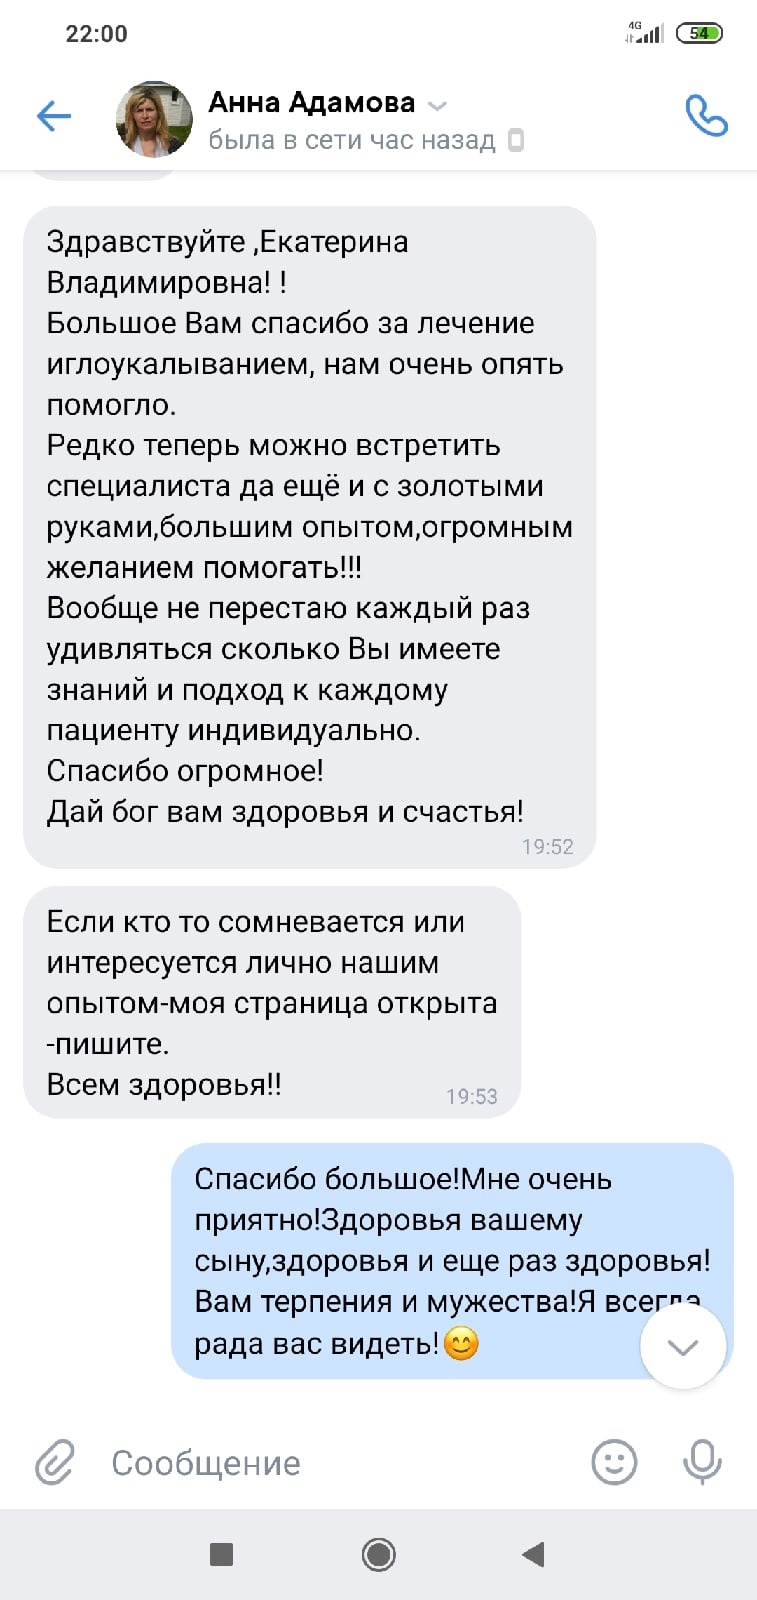 22:00
4G
54
Анна Адамова
была в сети час назад
Здравствуйте ,Екатерина
Владимировна! !
Большое Вам спасибо за лечение
иглоукалыванием, нам очень опять
помогло.
Редко теперь можно встретить
специалиста да ещё и с золотыми
руками,большим опытом,огромным
желанием помогать!!!
Вообще не перестаю каждый раз
удивляться сколько Вы имеете
знаний и подход к каждому
пациенту индивидуально.
Спасибо огромное!
Дай бог вам здоровья и счастья!
19:52
Если кто то сомневается или
интересуется лично нашим
опытом-моя страница открыта
-пишите.
Всем здоровья!!
19:53
Спасибо большое!Мне очень
приятно!Здоровья вашему
сыну,здоровья и еще раз здоровья!
Вам терпения и мужества!Я всегда
рада вас видеть!😊
Сообщение